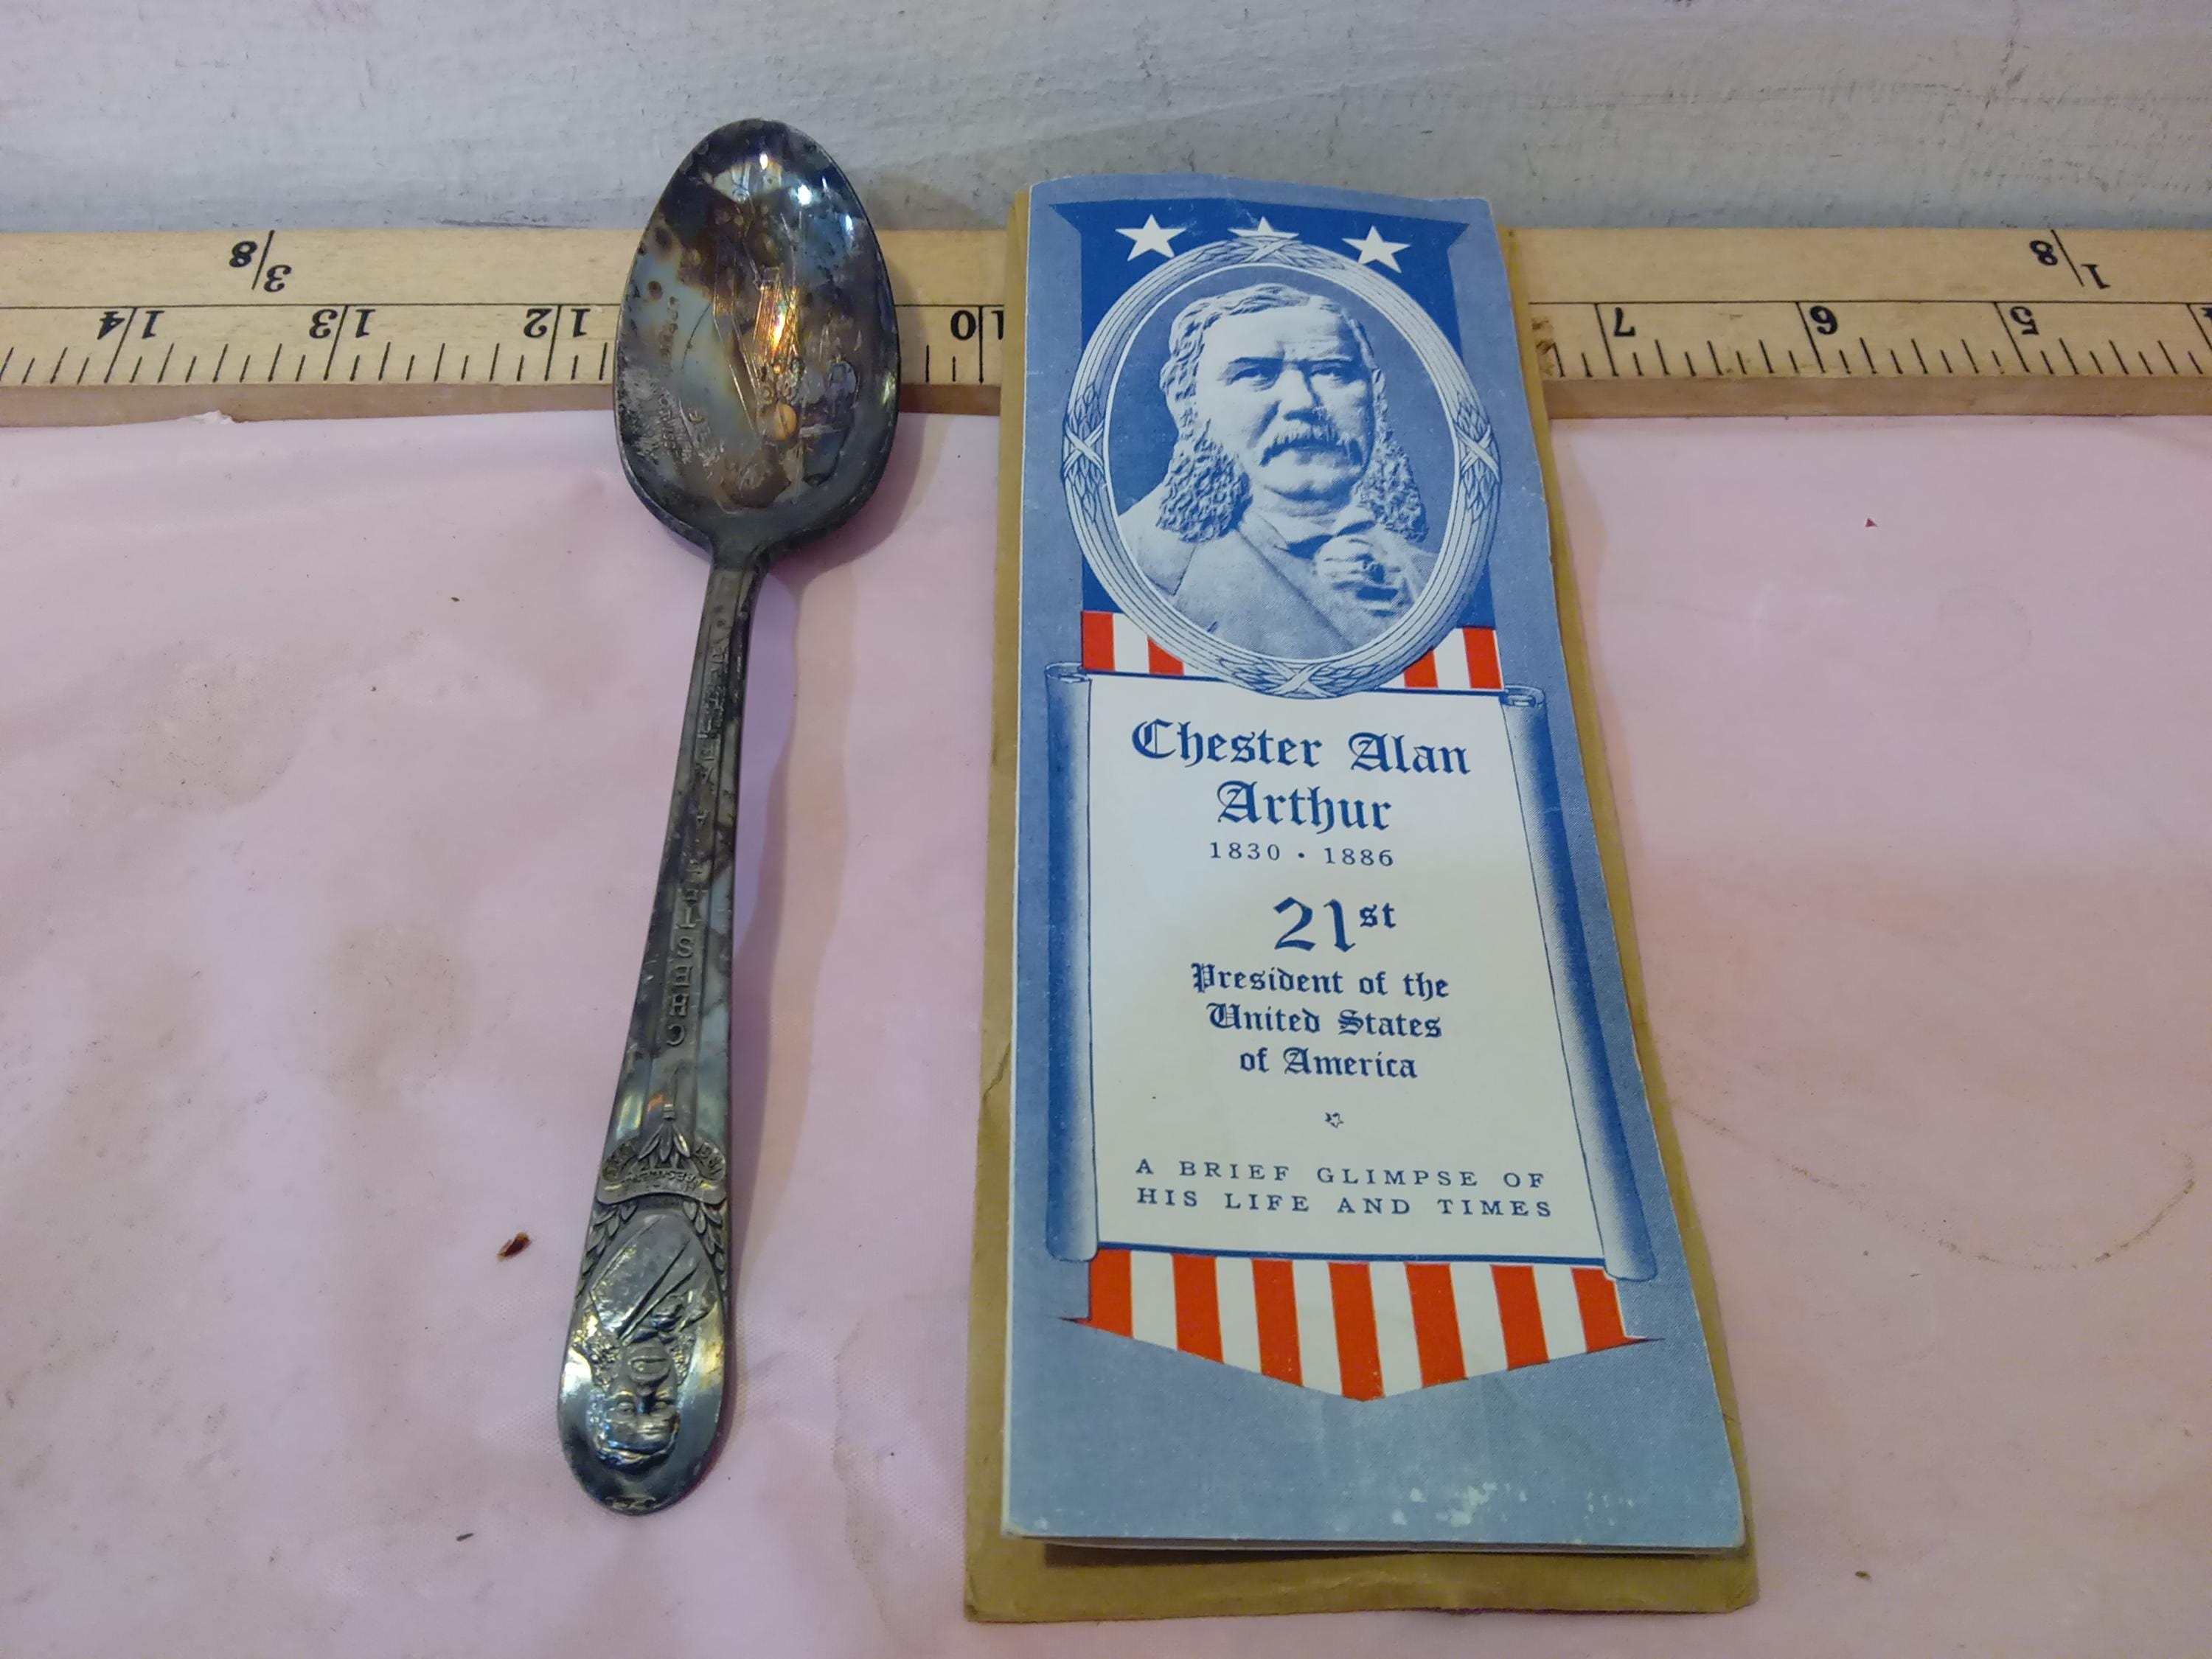 8/3
14
13
12
10
7
6
5
8/1
CHESTER
Chester Alan
Arthur
1830 • 1886
21st
President of the
United States
of America
A BRIEF GLIMPSE OF
HIS LIFE AND TIMES